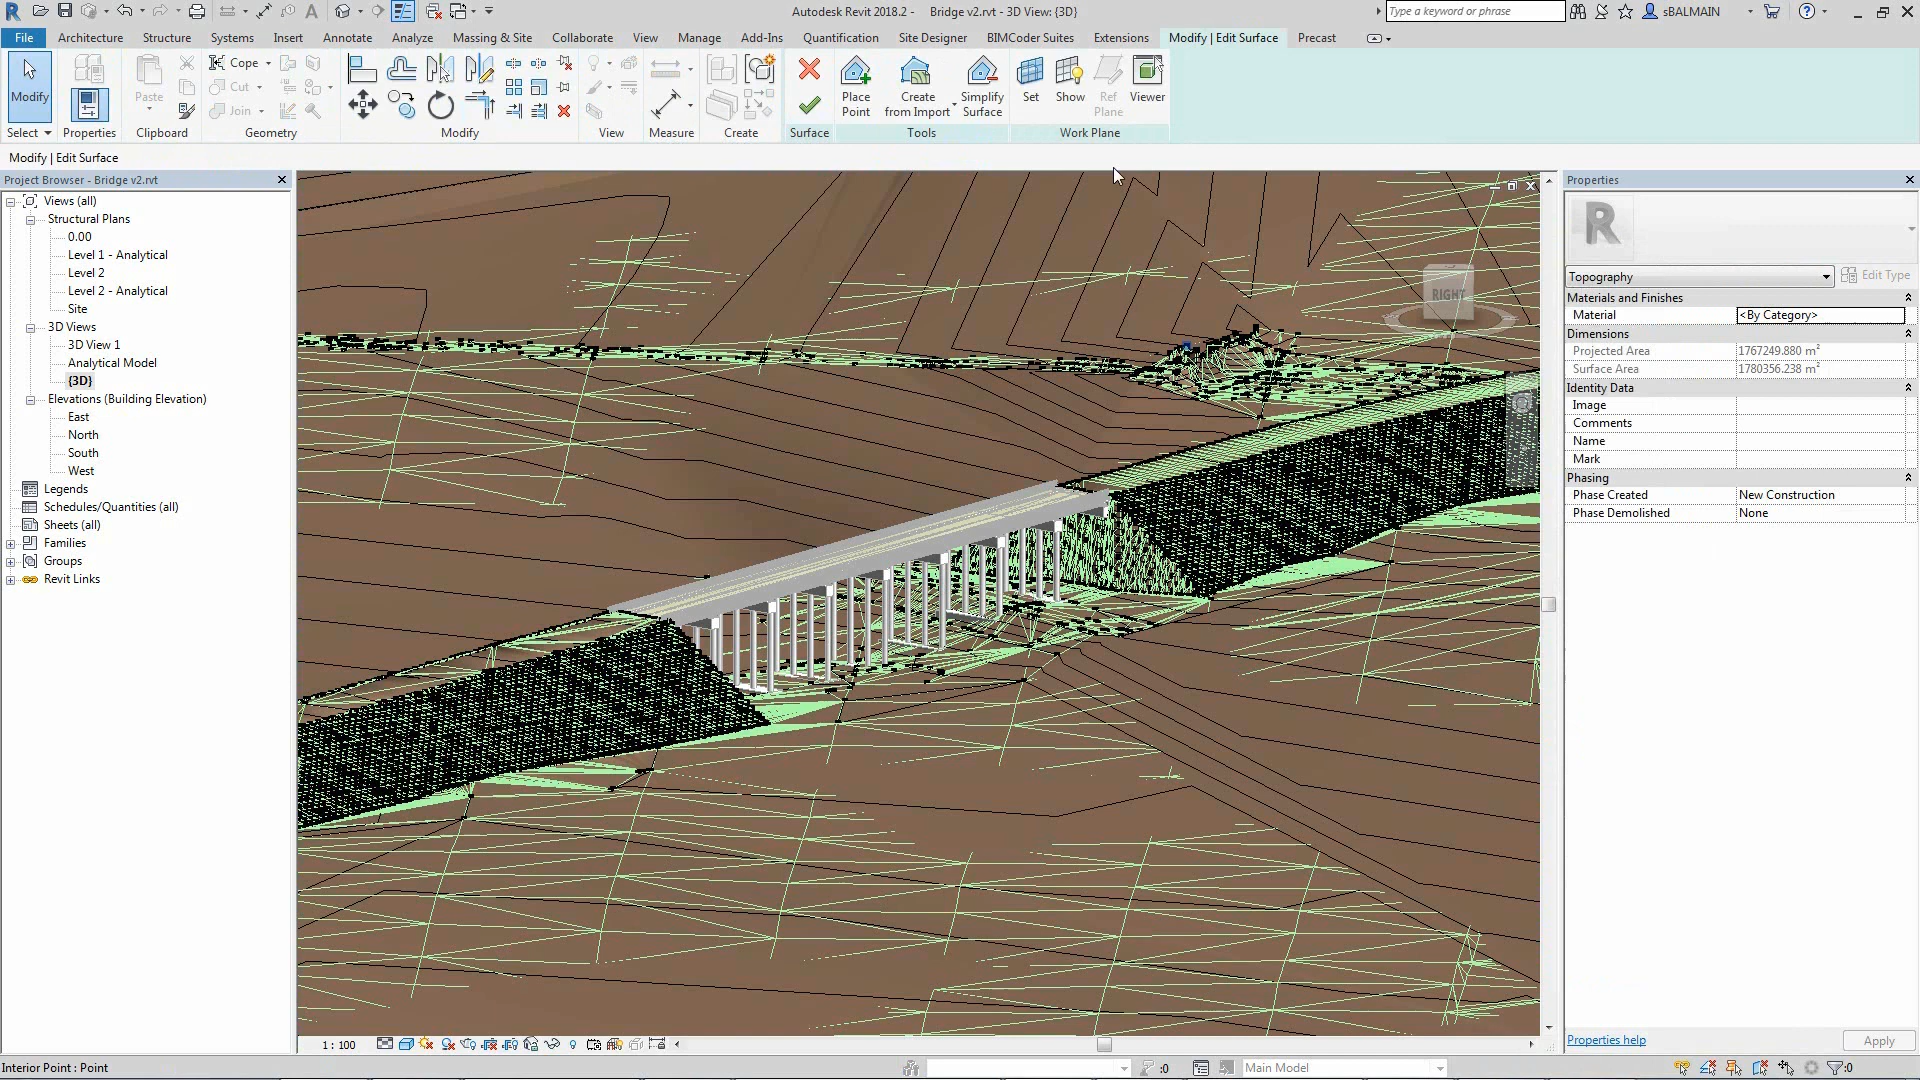 Autodesk Revit 2018.2 - Bridge v2.rvt - 3D View: {3D}
Type a keyword or phrase
sBALMAIN
File Architecture Structure Systems Insert Annotate Analyze Massing & Site Collaborate View Manage Add-Ins Quantification Site Designer BIMCoder Suites Extensions Modify | Edit Surface Precast
Modify
Paste
Cope
Cut
Join
Place
Point
Create
from Import
Simplify
Surface
Set
Show
Ref
Plane
Viewer
Select Properties Clipboard Geometry Modify View Measure Create Surface Tools Work Plane
Modify | Edit Surface
Project Browser - Bridge v2.rvt
Views (all)
Structural Plans
0.00
Level 1 - Analytical
Level 2
Level 2 - Analytical
Site
3D Views
3D View 1
Analytical Model
{3D}
Elevations (Building Elevation)
East
North
South
West
Legends
Schedules/Quantities (all)
Sheets (all)
Families
Groups
Revit Links
RIGHT
Properties
Topography
Edit Type
Materials and Finishes
Material <By Category>
Dimensions
Projected Area 1767249.880 m²
Surface Area 1780356.238 m²
Identity Data
Image
Comments
Name
Mark
Phasing
Phase Created New Construction
Phase Demolished None
Properties help
Apply
1 : 100
Interior Point : Point
:0
Main Model
:0